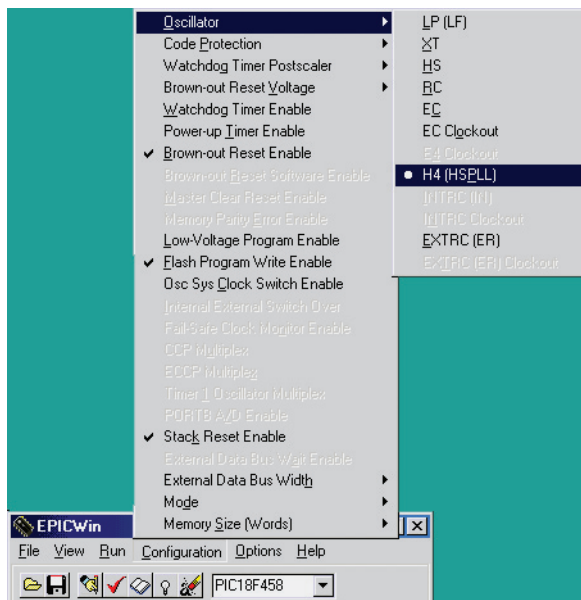 Oscillator
Code Protection
Watchdog Timer Postscaler
Brown-out Reset Voltage
Watchdog Timer Enable
Power-up Timer Enable
Brown-out Reset Enable
Brown-out Reset Software Enable
Master Clear Reset Enable
Memory Parity Error Enable
Low-Voltage Program Enable
Flash Program Write Enable
Osc Sys Clock Switch Enable
Internal External Switch Over
Fail-Safe Clock Monitor Enable
CCP Multiplex
ECCP Multiplex
Timer 1 Oscillator Multiplex
PORTB A/D Enable
Stack Reset Enable
External Data Bus Wait Enable
External Data Bus Width
Mode
Memory Size (Words)
LP (LF)
XT
HS
RC
EC
EC Clockout
E4 Clockout
H4 (HSPLL)
INTRC (IN)
INTRC Clockout
EXTRC (ER)
EXTRC (ER) Clockout
EPICWin
File View Run Configuration Options Help
PIC18F458